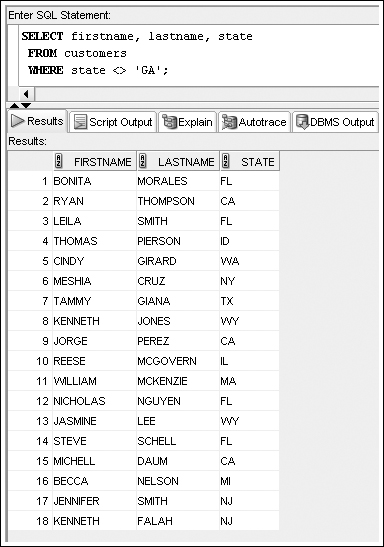 Enter SQL Statement:
SELECT firstname, lastname, state
FROM customers
WHERE state <> 'GA';
Results Script Output Explain Autotrace DBMS Output
Results:
FIRSTNAME LASTNAME STATE
1 BONITA MORALES FL
2 RYAN THOMPSON CA
3 LEILA SMITH FL
4 THOMAS PIERSON ID
5 CINDY GIRARD WA
6 MESHIA CRUZ NY
7 TAMMY GIANA TX
8 KENNETH JONES WY
9 JORGE PEREZ CA
10 REESE MCGOVERN IL
11 WILLIAM MCKENZIE MA
12 NICHOLAS NGUYEN FL
13 JASMINE LEE WY
14 STEVE SCHELL FL
15 MICHELL DAUM CA
16 BECCA NELSON MI
17 JENNIFER SMITH NJ
18 KENNETH FALAH NJ